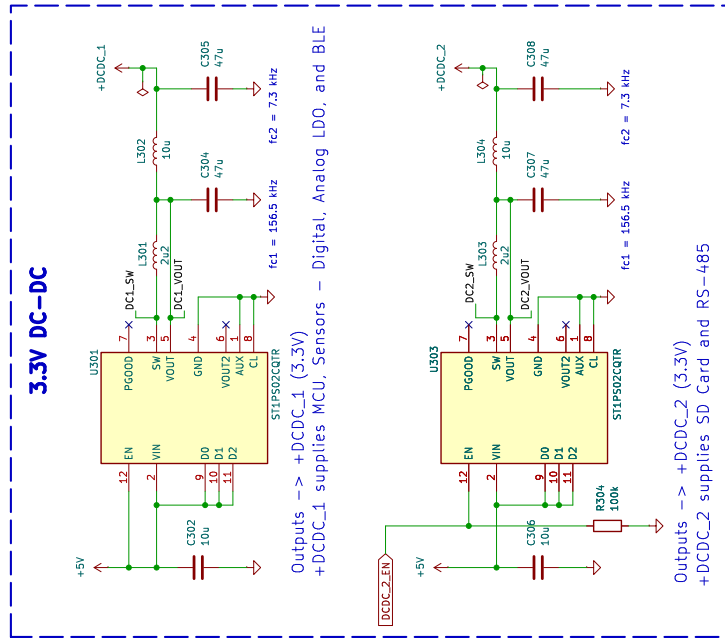 3.3V DC-DC
+DCDC_1
C305
47u
fc2 = 7.3 kHz
L302
10u
C304
47u
fc1 = 156.5 kHz
L301
2u2
DC1_SW
DC1_VOUT
U301
7
PGOOD
3
SW
5
VOUT
4
GND
6
VOUT2
1
AUX
8
CL
ST1PS02CQTR
EN
12
VIN
2
D0
9
D1
10
D2
11
C302
10u
+5V
Outputs --> +DCDC_1 (3.3V)
+DCDC_1 supplies MCU, Sensors - Digital, Analog LDO, and BLE
+DCDC_2
C308
47u
fc2 = 7.3 kHz
L304
10u
C307
47u
fc1 = 156.5 kHz
L303
2u2
DC2_SW
DC2_VOUT
U303
7
PGOOD
3
SW
5
VOUT
4
GND
6
VOUT2
1
AUX
8
CL
ST1PS02CQTR
EN
12
VIN
2
D0
9
D1
10
D2
11
R304
100k
C306
10u
+5V
DCDC_2_EN
Outputs --> +DCDC_2 (3.3V)
+DCDC_2 supplies SD Card and RS-485